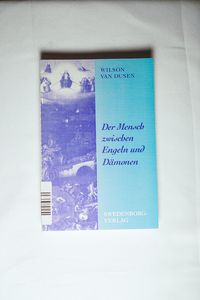 WILSON
VAN DUSEN
Der Mensch
zwischen
Engeln und
Dämonen
SWEDENBORG-
VERLAG